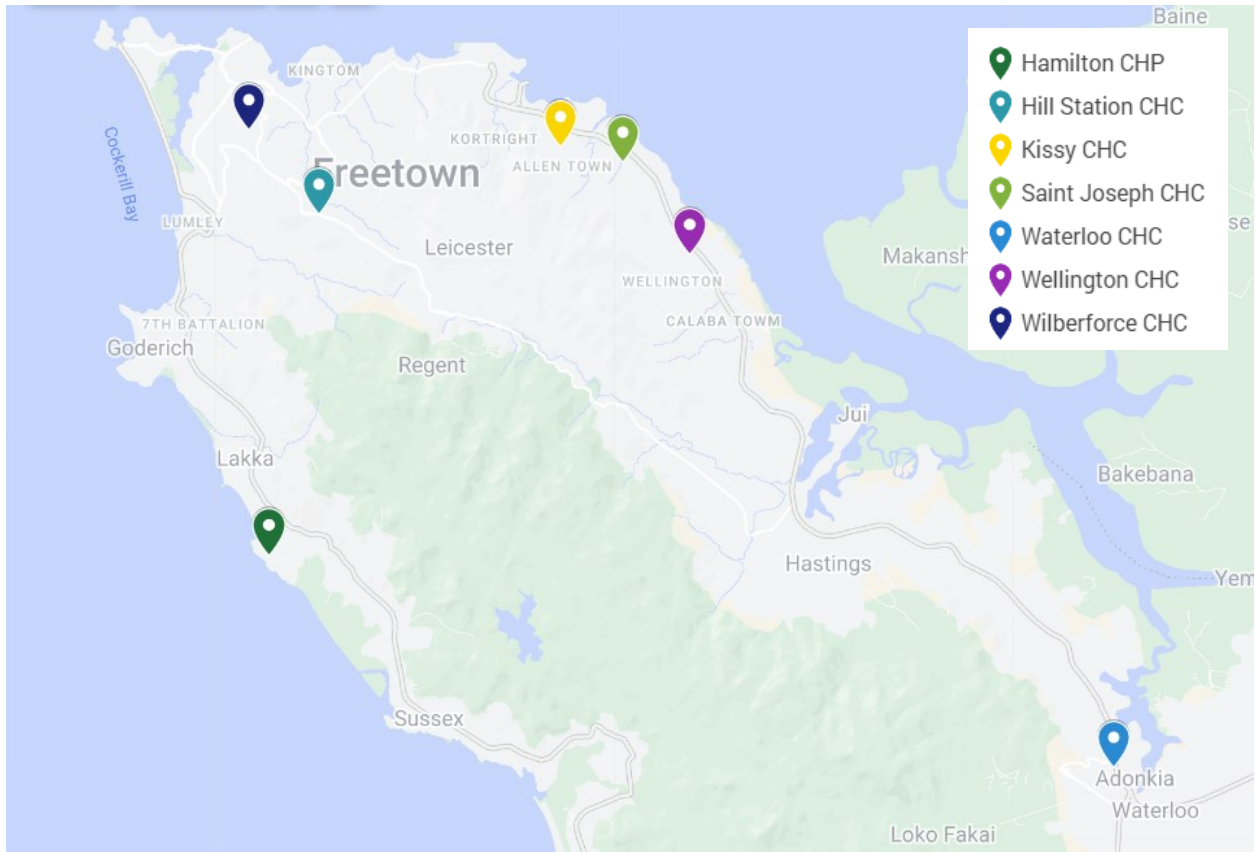 Baine
Hamilton CHP
Hill Station CHC
Kissy CHC
Saint Joseph CHC
Waterloo CHC
Wellington CHC
Wilberforce CHC
KINGTOM
Cockerill Bay
KORTRIGHT
ALLEN TOWN
Freetown
LUMLEY
Leicester
Makansh
se
WELLINGTON
7TH BATTALION
CALABA TOWM
Goderich
Regent
Jui
Lakka
Bakebana
Hastings
Yem
Sussex
Adonkia
Waterloo
Loko Fakai